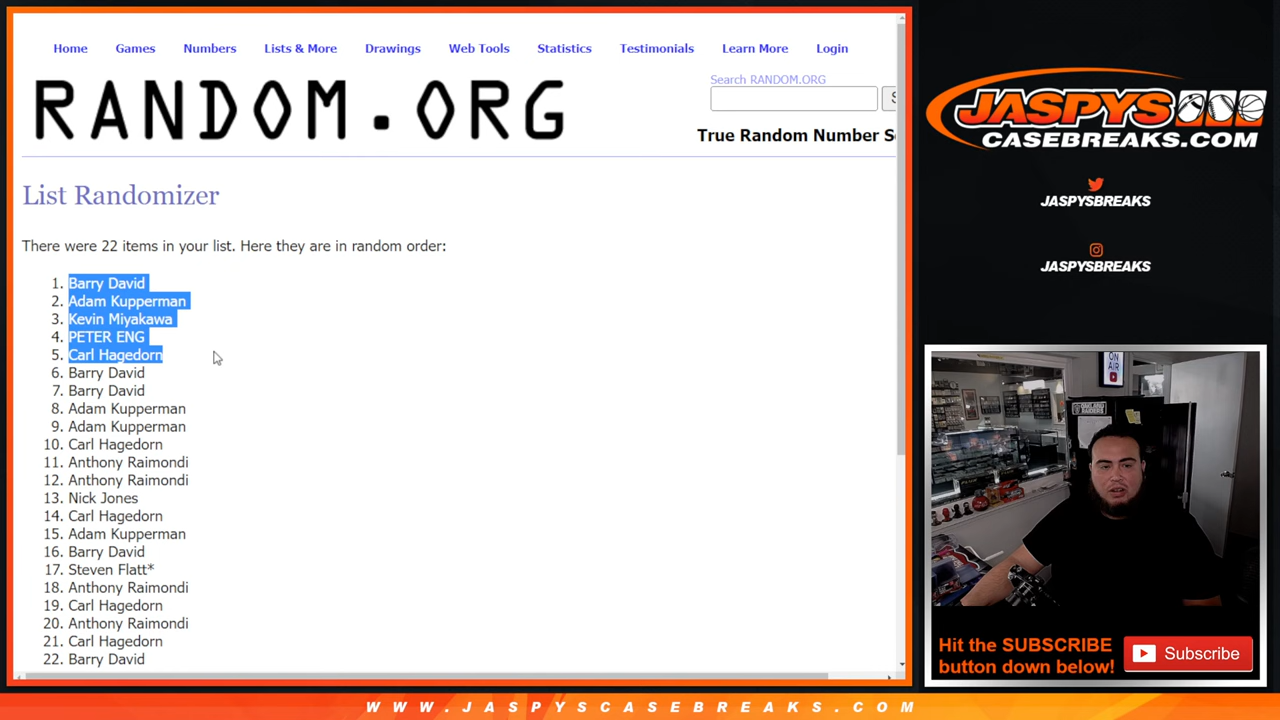 Home Games Numbers Lists & More Drawings Web Tools Statistics Testimonials Learn More Login
Search RANDOM.ORG
RANDOM.ORG
True Random Number S
List Randomizer
There were 22 items in your list. Here they are in random order:
1. Barry David
2. Adam Kupperman
3. Kevin Miyakawa
4. PETER ENG
5. Carl Hagedorn
6. Barry David
7. Barry David
8. Adam Kupperman
9. Adam Kupperman
10. Carl Hagedorn
11. Anthony Raimondi
12. Anthony Raimondi
13. Nick Jones
14. Carl Hagedorn
15. Adam Kupperman
16. Barry David
17. Steven Flatt*
18. Anthony Raimondi
19. Carl Hagedorn
20. Anthony Raimondi
21. Carl Hagedorn
22. Barry David
JASPYS
CASEBREAKS.COM
JASPYSBREAKS
JASPYSBREAKS
ON AIR
OAKLAND
RAIDERS
Hit the SUBSCRIBE
button down below!
Subscribe
WWW.JASPYSCASEBREAKS.COM